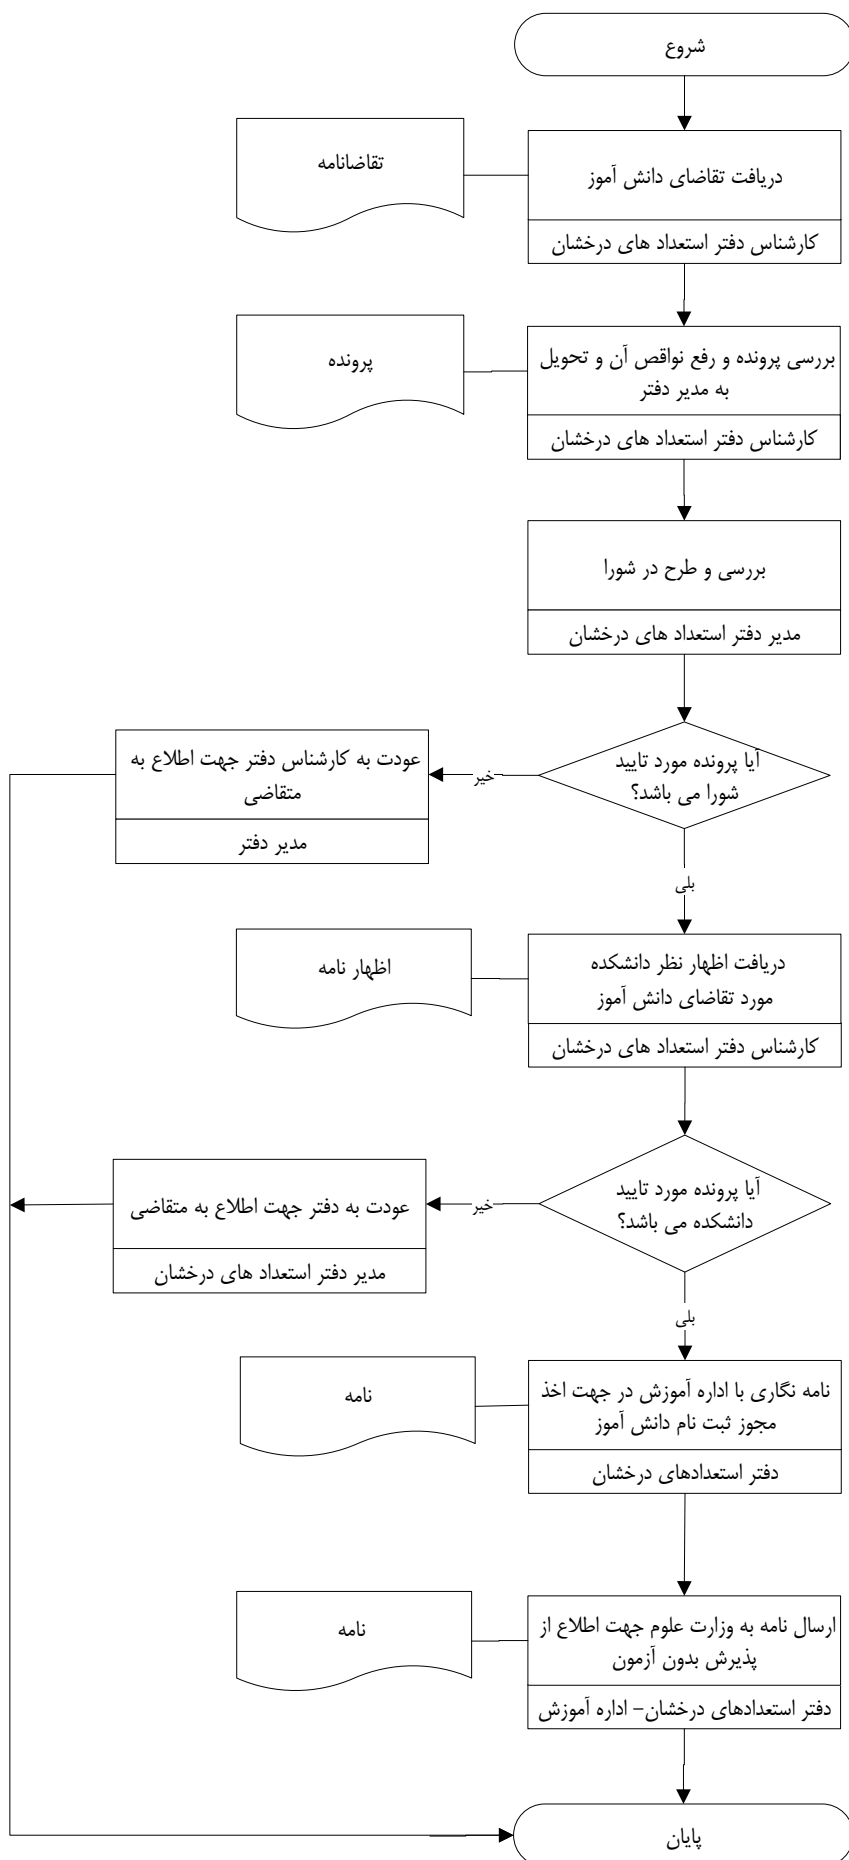 شروع
تقاضانامه
دریافت تقاضای دانش آموز
کارشناس دفتر استعداد های درخشان
پرونده
بررسی پرونده و رفع نواقص آن و تحویل
به مدیر دفتر
کارشناس دفتر استعداد های درخشان
بررسی و طرح در شورا
مدیر دفتر استعداد های درخشان
آیا پرونده مورد تایید
شورا می باشد؟
خیر
عودت به کارشناس دفتر جهت اطلاع به
متقاضی
مدیر دفتر
بلی
اظهار نامه
دریافت اظهار نظر دانشکده
مورد تقاضای دانش آموز
کارشناس دفتر استعداد های درخشان
آیا پرونده مورد تایید
دانشکده می باشد؟
خیر
عودت به دفتر جهت اطلاع به متقاضی
مدیر دفتر استعداد های درخشان
بلی
نامه
نامه نگاری با اداره آموزش در جهت اخذ
مجوز ثبت نام دانش آموز
دفتر استعدادهای درخشان
نامه
ارسال نامه به وزارت علوم جهت اطلاع از
پذیرش بدون آزمون
دفتر استعدادهای درخشان– اداره آموزش
پایان